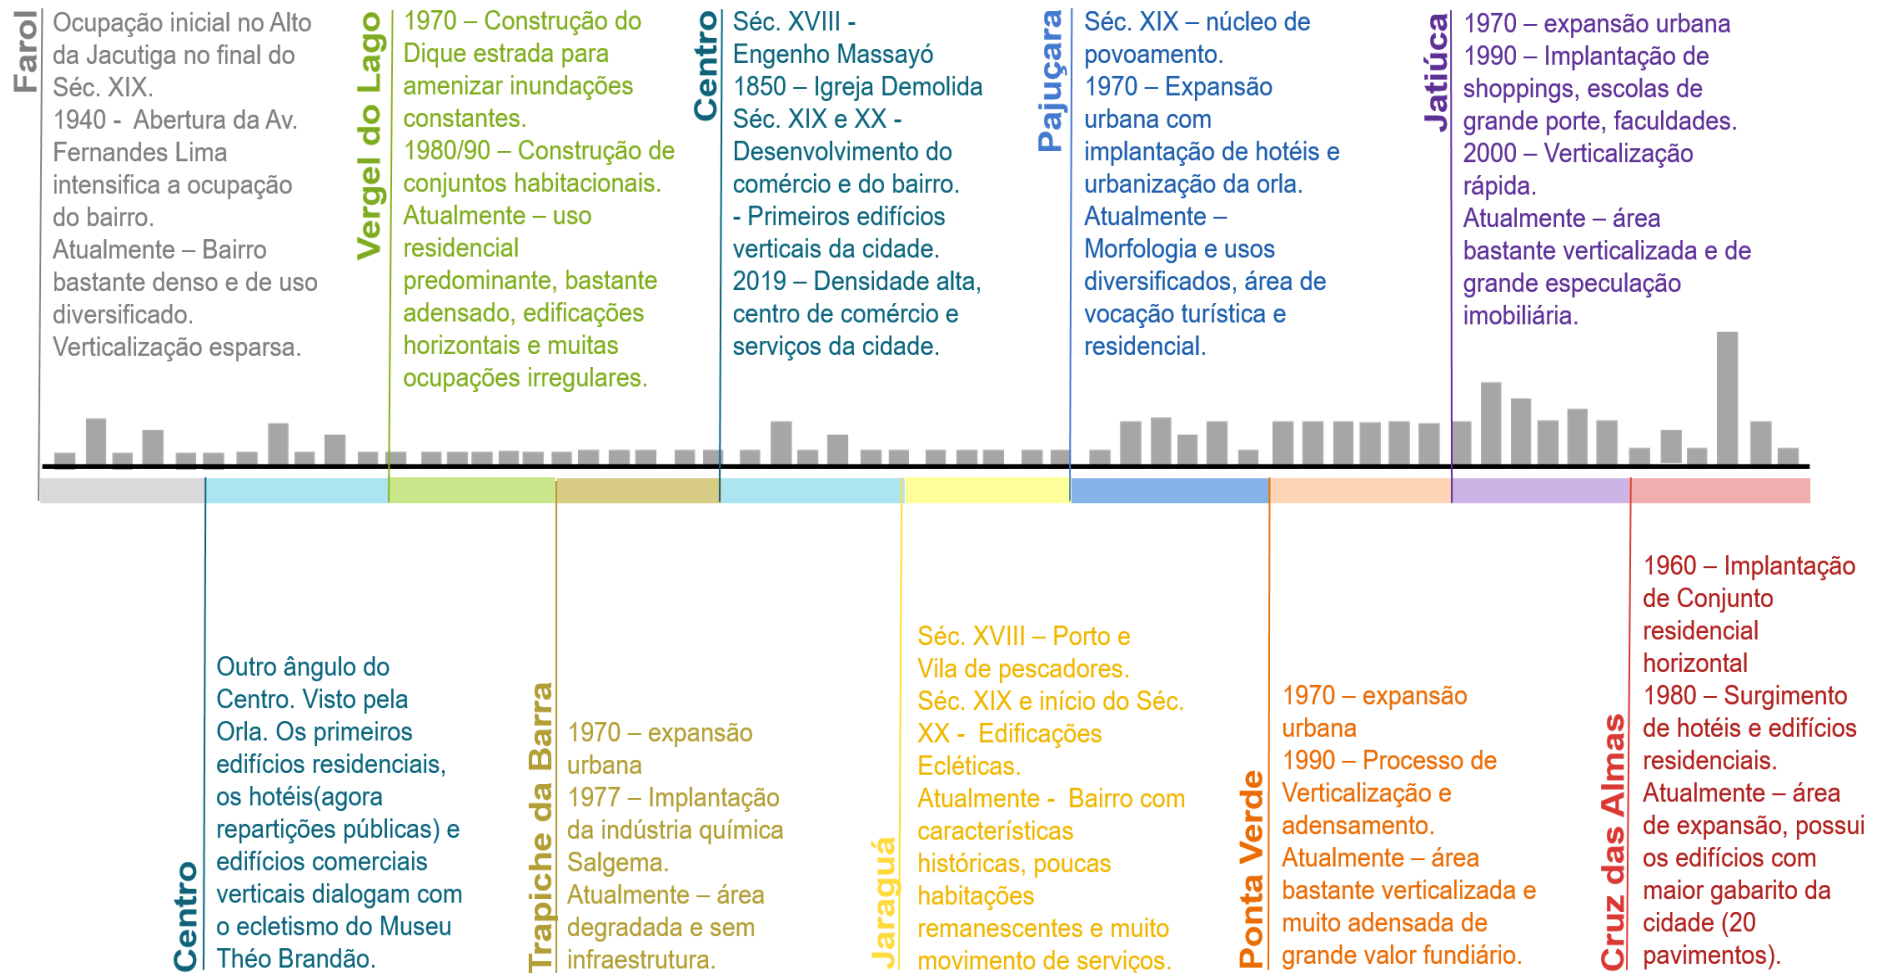 Farol
Ocupação inicial no Alto
da Jacutiga no final do
Séc. XIX.
1940 - Abertura da Av.
Fernandes Lima
intensifica a ocupação
do bairro.
Atualmente – Bairro
bastante denso e de uso
diversificado.
Verticalização esparsa.
Vergel do Lago
1970 – Construção do
Dique estrada para
amenizar inundações
constantes.
1980/90 – Construção de
conjuntos habitacionais.
Atualmente – uso
residencial
predominante, bastante
adensado, edificações
horizontais e muitas
ocupações irregulares.
Centro
Séc. XVIII -
Engenho Massayó
1850 – Igreja Demolida
Séc. XIX e XX -
Desenvolvimento do
comércio e do bairro.
- Primeiros edifícios
verticais da cidade.
2019 – Densidade alta,
centro de comércio e
serviços da cidade.
Pajuçara
Séc. XIX – núcleo de
povoamento.
1970 – Expansão
urbana com
implantação de hotéis e
urbanização da orla.
Atualmente –
Morfologia e usos
diversificados, área de
vocação turística e
residencial.
Jatiúca
1970 – expansão urbana
1990 – Implantação de
shoppings, escolas de
grande porte, faculdades.
2000 – Verticalização
rápida.
Atualmente – área
bastante verticalizada e de
grande especulação
imobiliária.
Centro
Outro ângulo do
Centro. Visto pela
Orla. Os primeiros
edifícios residenciais,
os hotéis(agora
repartições públicas) e
edifícios comerciais
verticais dialogam com
o ecletismo do Museu
Théo Brandão.
Trapiche da Barra
1970 – expansão
urbana
1977 – Implantação
da indústria química
Salgema.
Atualmente – área
degradada e sem
infraestrutura.
Jaraguá
Séc. XVIII – Porto e
Vila de pescadores.
Séc. XIX e início do Séc.
XX - Edificações
Ecléticas.
Atualmente - Bairro com
características
históricas, poucas
habitações
remanescentes e muito
movimento de serviços.
Ponta Verde
1970 – expansão
urbana
1990 – Processo de
Verticalização e
adensamento.
Atualmente – área
bastante verticalizada e
muito adensada de
grande valor fundiário.
Cruz das Almas
1960 – Implantação
de Conjunto
residencial
horizontal
1980 – Surgimento
de hotéis e edifícios
residenciais.
Atualmente – área
de expansão, possui
os edifícios com
maior gabarito da
cidade (20
pavimentos).